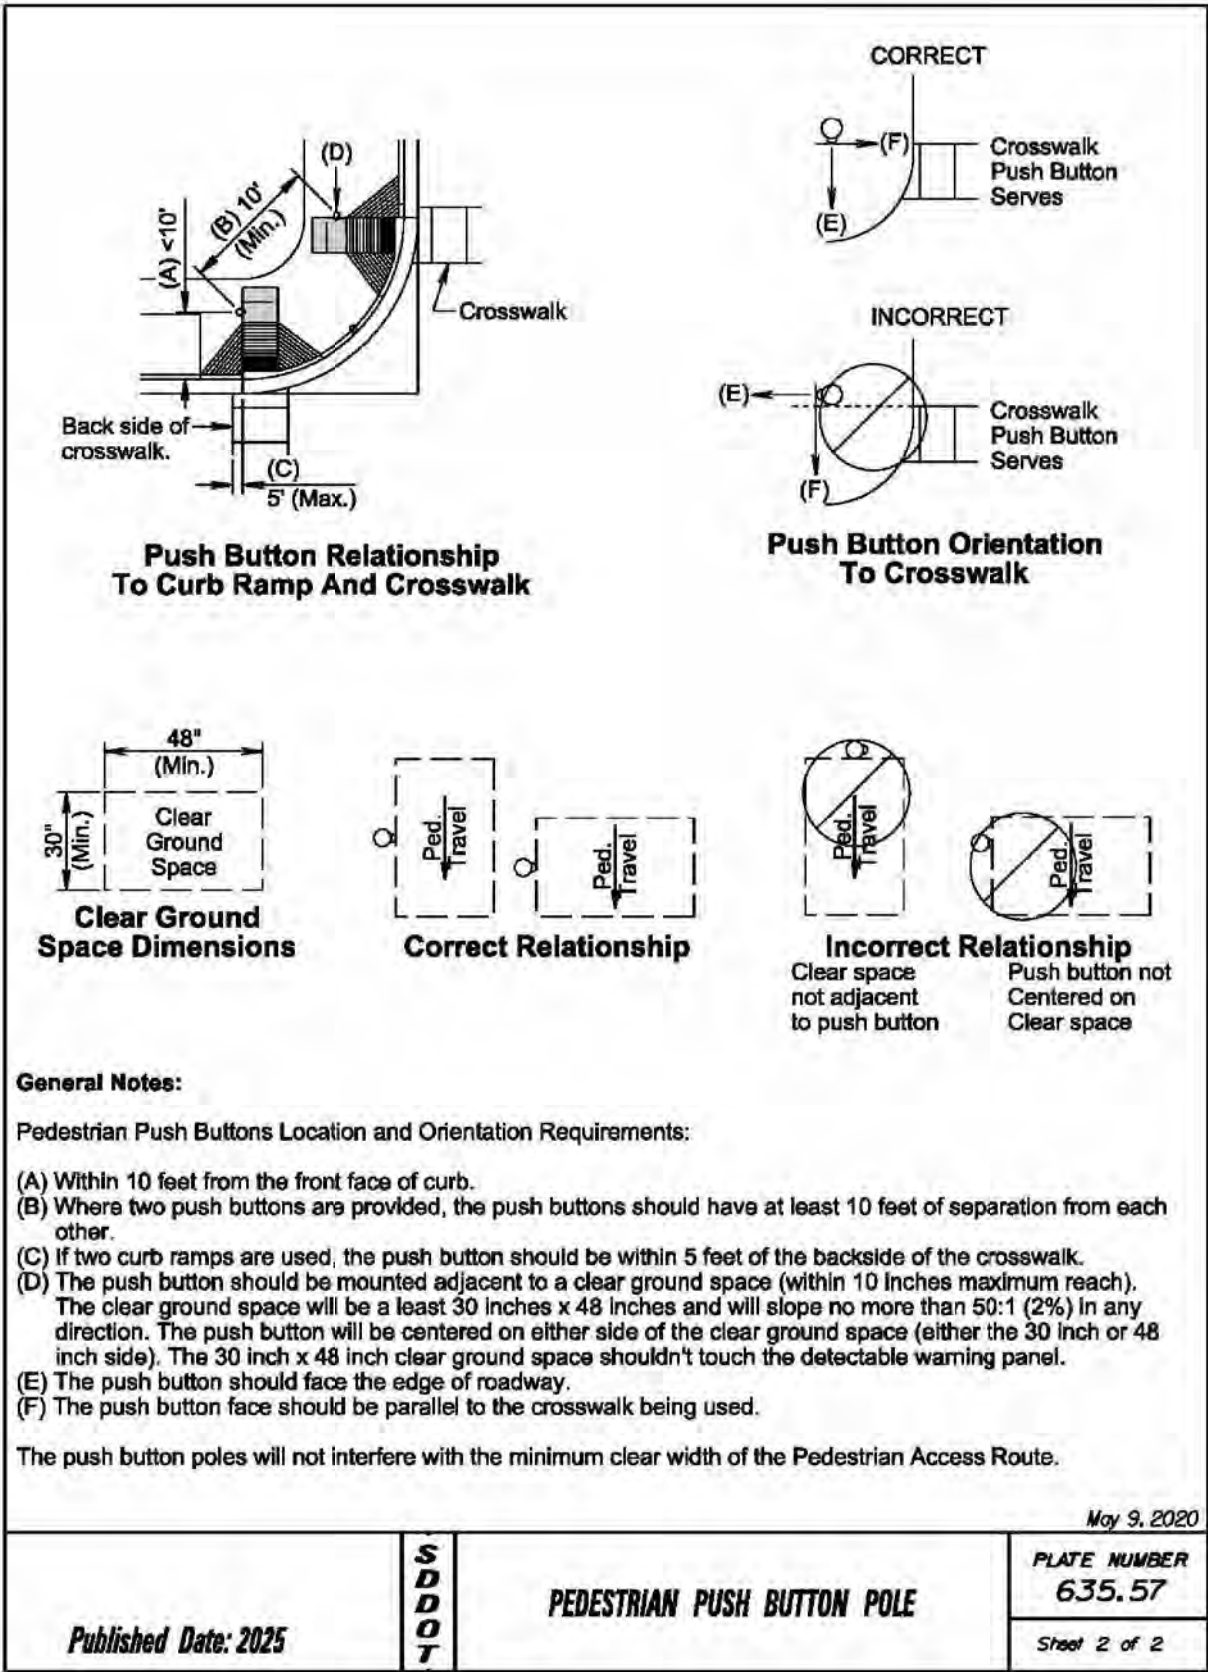 (D)
(B) 10'
(Min.)
(A) <10'
Crosswalk
Back side of
crosswalk.
(C)
5' (Max.)
Push Button Relationship
To Curb Ramp And Crosswalk
CORRECT
(F)
Crosswalk
Push Button
Serves
(E)
INCORRECT
(E)
Crosswalk
Push Button
Serves
(F)
Push Button Orientation
To Crosswalk
48"
(Min.)
30"
(Min.)
Clear
Ground
Space
Clear Ground
Space Dimensions
Ped.
Travel
Ped.
Travel
Correct Relationship
Ped.
Travel
Ped.
Travel
Incorrect Relationship
Clear space
not adjacent
to push button
Push button not
Centered on
Clear space
General Notes:
Pedestrian Push Buttons Location and Orientation Requirements:
(A) Within 10 feet from the front face of curb.
(B) Where two push buttons are provided, the push buttons should have at least 10 feet of separation from each
other.
(C) If two curb ramps are used, the push button should be within 5 feet of the backside of the crosswalk.
(D) The push button should be mounted adjacent to a clear ground space (within 10 inches maximum reach).
The clear ground space will be a least 30 inches x 48 inches and will slope no more than 50:1 (2%) in any
direction. The push button will be centered on either side of the clear ground space (either the 30 inch or 48
inch side). The 30 inch x 48 inch clear ground space shouldn't touch the detectable warning panel.
(E) The push button should face the edge of roadway.
(F) The push button face should be parallel to the crosswalk being used.
The push button poles will not interfere with the minimum clear width of the Pedestrian Access Route.
May 9, 2020
Published Date: 2025
SDDOT
PEDESTRIAN PUSH BUTTON POLE
PLATE NUMBER
635.57
Sheet 2 of 2